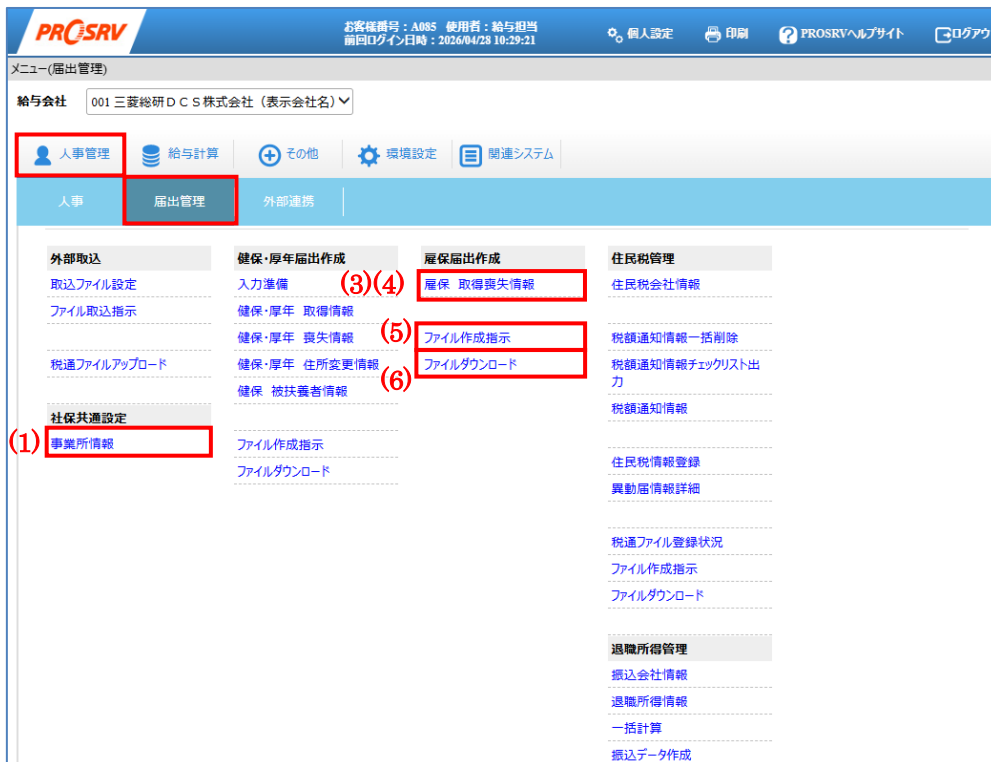 PROSRV
お客様番号：A085 使用者：給与担当
前回ログイン日時：2026/04/28 10:29:21
個人設定
印刷
PROSRVヘルプサイト
ログアウ
メニュー(届出管理)
給与会社 001 三菱総研ＤＣＳ株式会社（表示会社名）
人事管理 給与計算 その他 環境設定 関連システム
人事 届出管理 外部連携
外部取込
取込ファイル設定
ファイル取込指示
税通ファイルアップロード
社保共通設定
(1) 事業所情報
健保・厚年届出作成
入力準備
健保・厚年 取得情報
健保・厚年 喪失情報
健保・厚年 住所変更情報
健保 被扶養者情報
ファイル作成指示
ファイルダウンロード
雇保届出作成
(3)(4) 雇保 取得喪失情報
(5) ファイル作成指示
(6) ファイルダウンロード
住民税管理
住民税会社情報
税額通知情報一括削除
税額通知情報チェックリスト出
力
税額通知情報
住民税情報登録
異動届情報詳細
税通ファイル登録状況
ファイル作成指示
ファイルダウンロード
退職所得管理
振込会社情報
退職所得情報
一括計算
振込データ作成